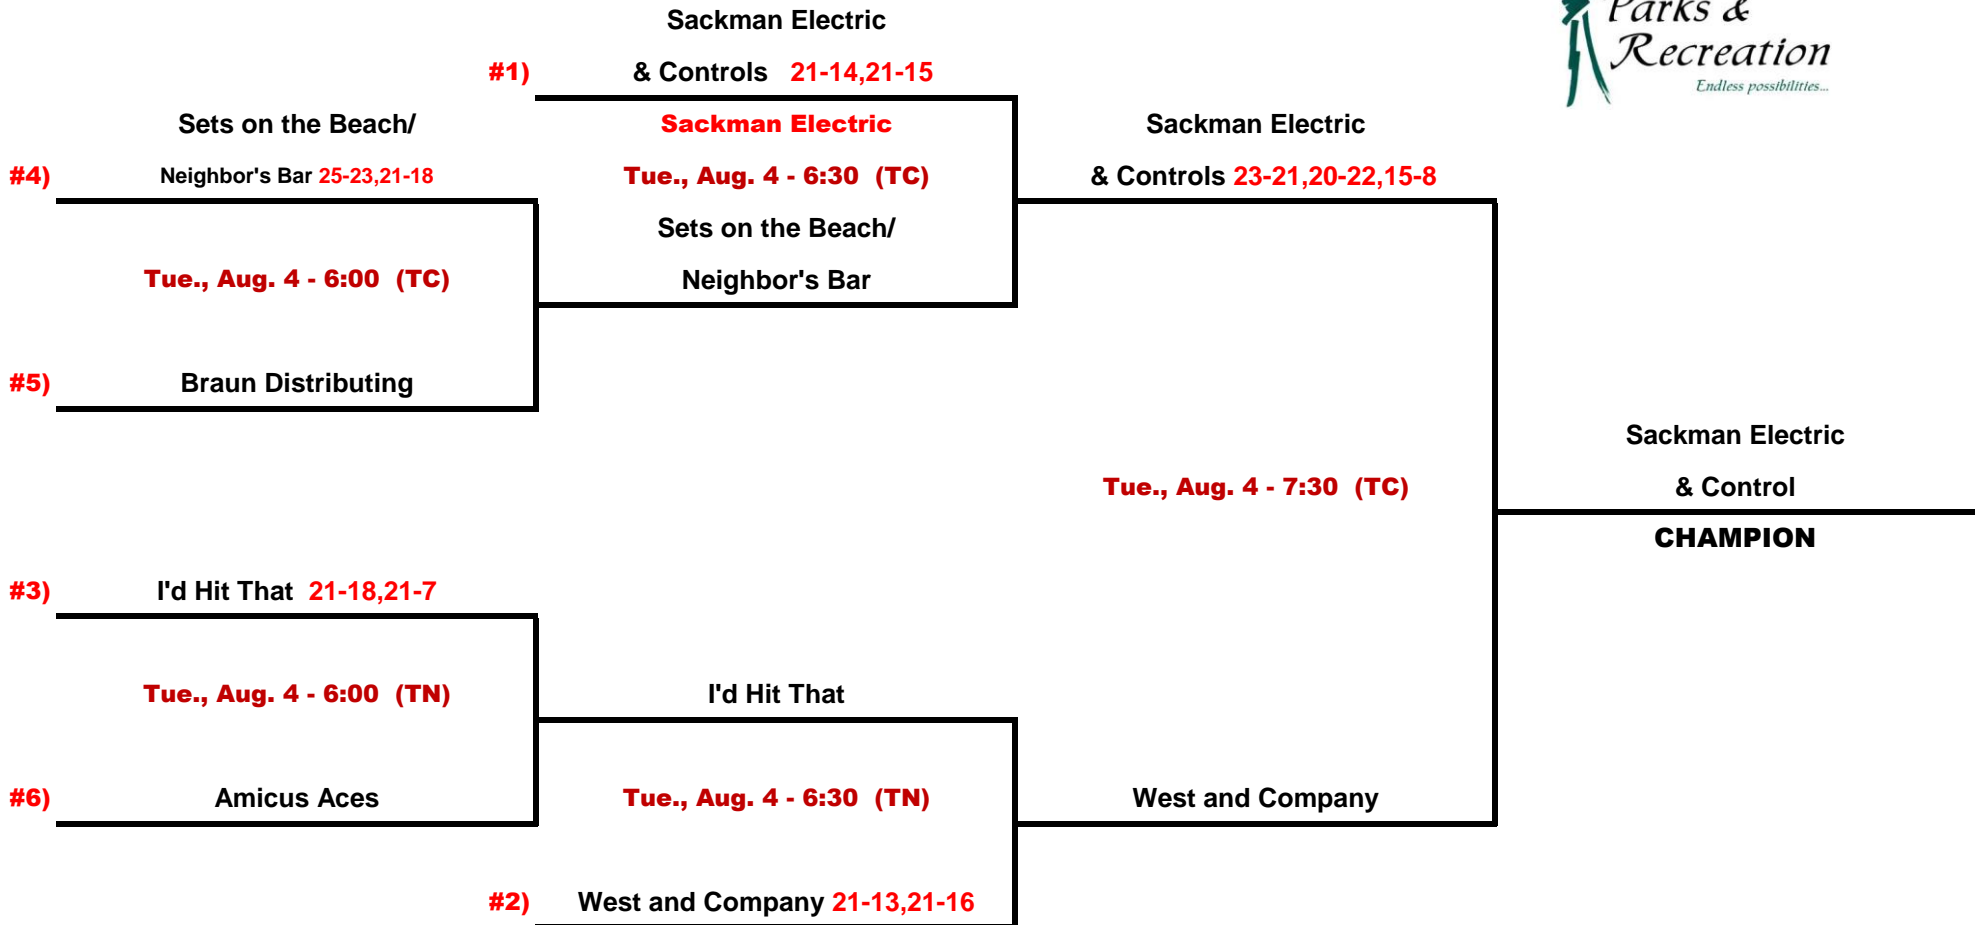 Parks &
Recreation
Endless possibilities...
Sackman Electric
#1) & Controls 21-14,21-15
Sets on the Beach/
#4) Neighbor's Bar 25-23,21-18
Tue., Aug. 4 - 6:00 (TC)
#5) Braun Distributing
Sackman Electric
Tue., Aug. 4 - 6:30 (TC)
Sets on the Beach/
Neighbor's Bar
Sackman Electric
& Controls 23-21,20-22,15-8
Tue., Aug. 4 - 7:30 (TC)
Sackman Electric
& Control
CHAMPION
#3) I'd Hit That 21-18,21-7
Tue., Aug. 4 - 6:00 (TN)
#6) Amicus Aces
I'd Hit That
Tue., Aug. 4 - 6:30 (TN)
#2) West and Company 21-13,21-16
West and Company